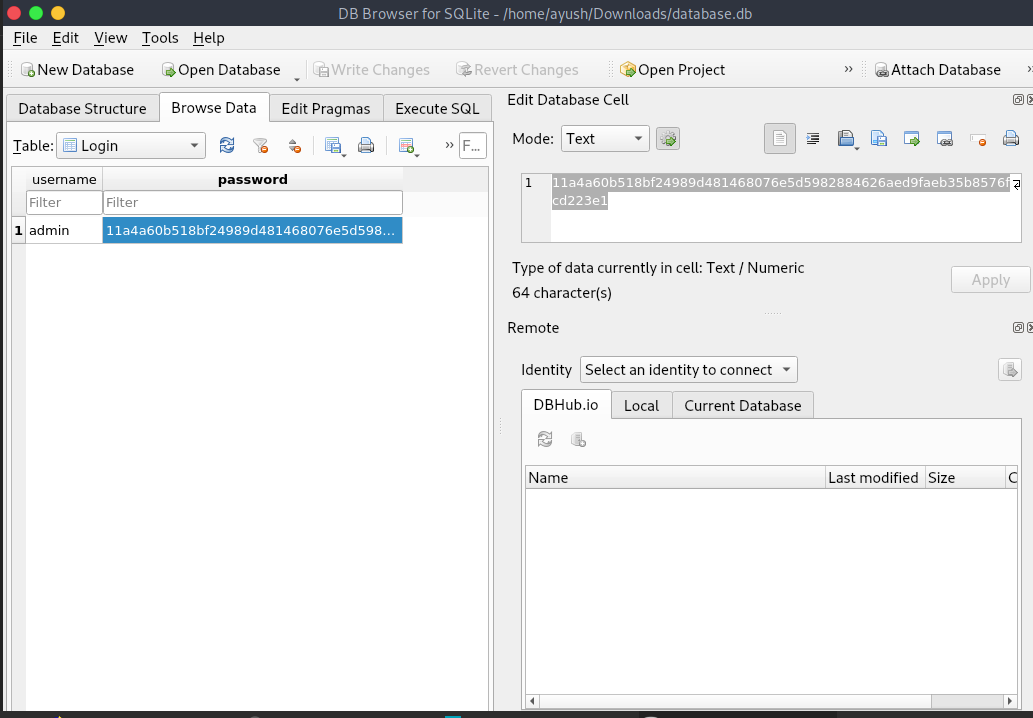 DB Browser for SQLite - /home/ayush/Downloads/database.db
File Edit View Tools Help
New Database Open Database Write Changes Revert Changes Open Project » Attach Database »
Database Structure Browse Data Edit Pragmas Execute SQL
Table: Login » F...
username password
Filter Filter
1 admin 11a4a60b518bf24989d481468076e5d598...
Edit Database Cell
Mode: Text
1 11a4a60b518bf24989d481468076e5d5982884626aed9faeb35b8576f
cd223e1
Type of data currently in cell: Text / Numeric
64 character(s)
Apply
Remote
Identity Select an identity to connect
DBHub.io Local Current Database
Name Last modified Size C